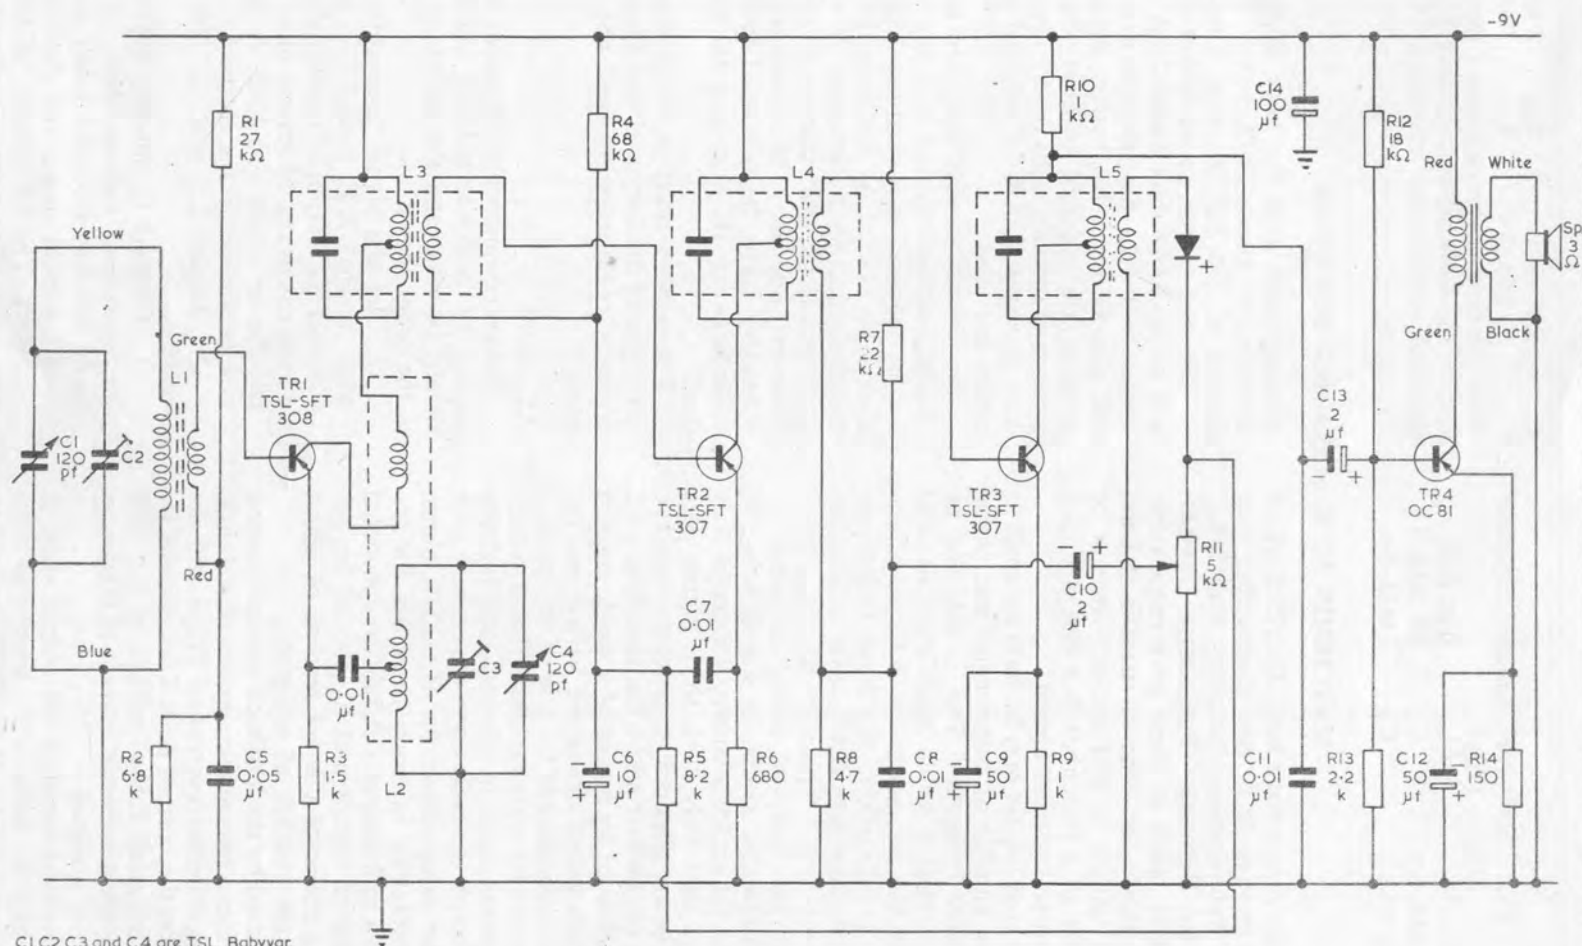 -9V
R1
27
kΩ
R4
68
kΩ
R10
1
kΩ
C14
100
µf
R12
18
kΩ
Red
White
L3
L4
L5
Sp
3
Ω
Yellow
+
Green
Black
Green
R7
22
kΩ
L1
TR1
TSL-SFT
308
C13
2
µf
- +
C1
120
pf
C2
TR2
TSL-SFT
307
TR3
TSL-SFT
307
TR4
OC81
Red
- +
C10
2
µf
R11
5
kΩ
C7
0·01
µf
Blue
0·01
µf
C3
C4
120
pf
R2
6·8
k
C5
0·05
µf
R3
1·5
k
L2
-
+
C6
10
µf
R5
8·2
k
R6
680
R8
4·7
k
C8
0·01
µf
-
+
C9
50
µf
R9
1
k
C11
0·01
µf
R13
2·2
k
C12
50
µf
-
+
R14
150
C1 C2 C3 and C4 are TSL Babyvar